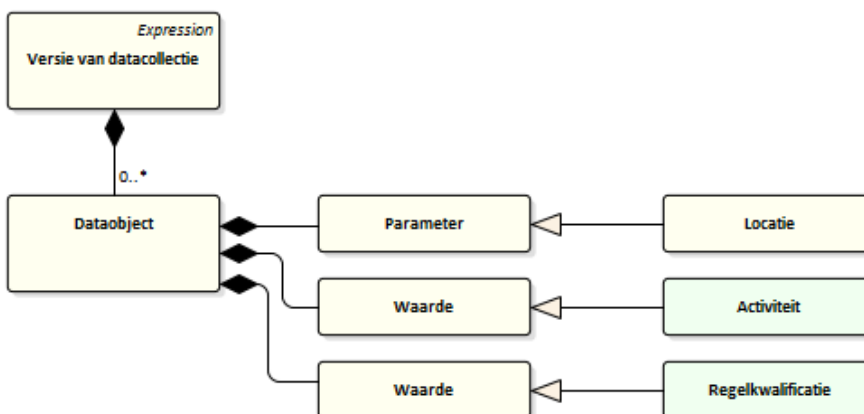 Expression
Versie van datacollectie
0..*
Dataobject
Parameter
Locatie
Waarde
Activiteit
Waarde
Regelkwalificatie